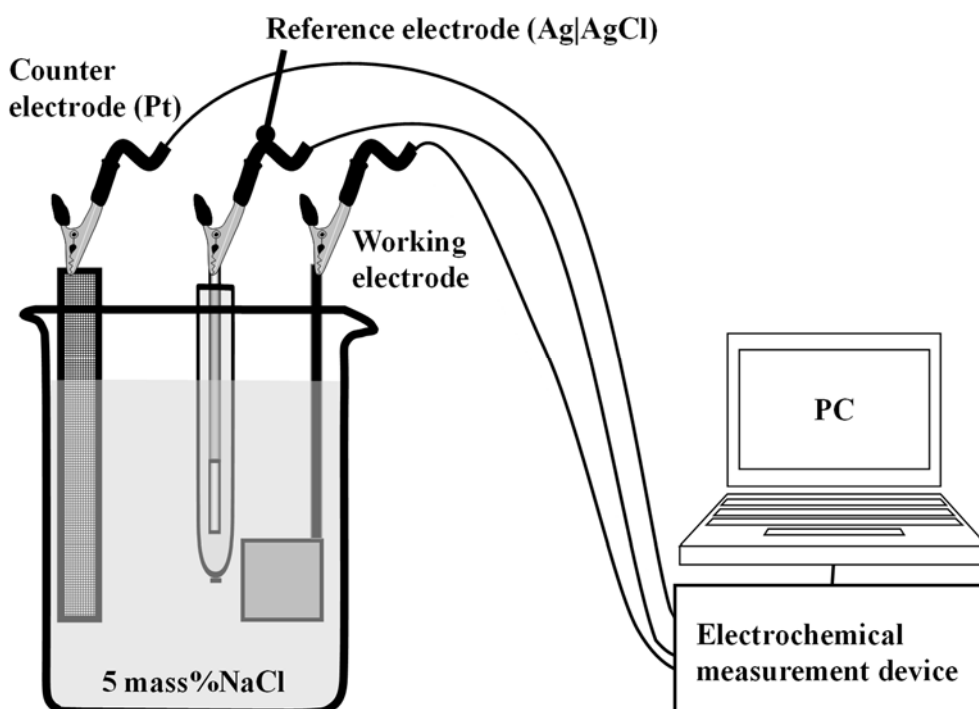 Reference electrode (Ag|AgCl)
Counter
electrode (Pt)
Working
electrode
PC
5 mass%NaCl
Electrochemical
measurement device